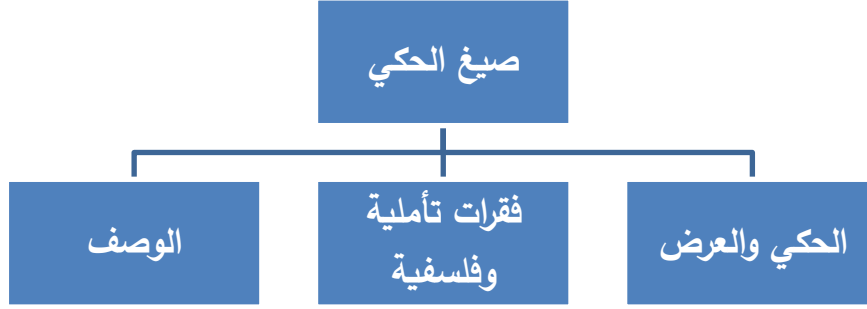 صيغ الحكي
الحكي والعرض
فقرات تأملية
وفلسفية
الوصف